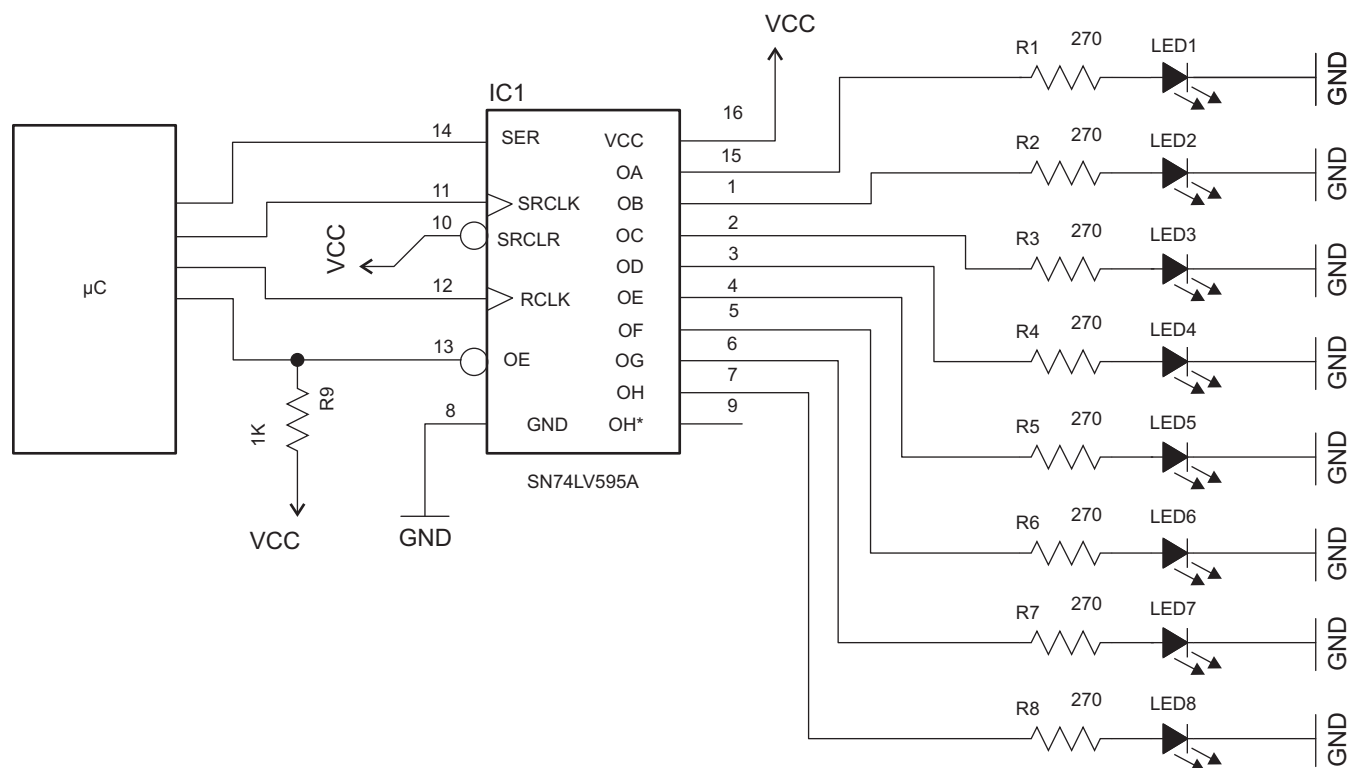 VCC
R1 270 LED1
GND
IC1
16
14 SER VCC
15
OA
R2 270 LED2
GND
µC
11 SRCLK
1
OB
10 SRCLR
VCC
2
OC
R3 270 LED3
GND
3
OD
12 RCLK
4
OE
5
OF
R4 270 LED4
GND
13 OE
6
OG
7
OH
R9
1K
VCC
8 GND
GND
9
OH*
SN74LV595A
R5 270 LED5
GND
R6 270 LED6
GND
R7 270 LED7
GND
R8 270 LED8
GND